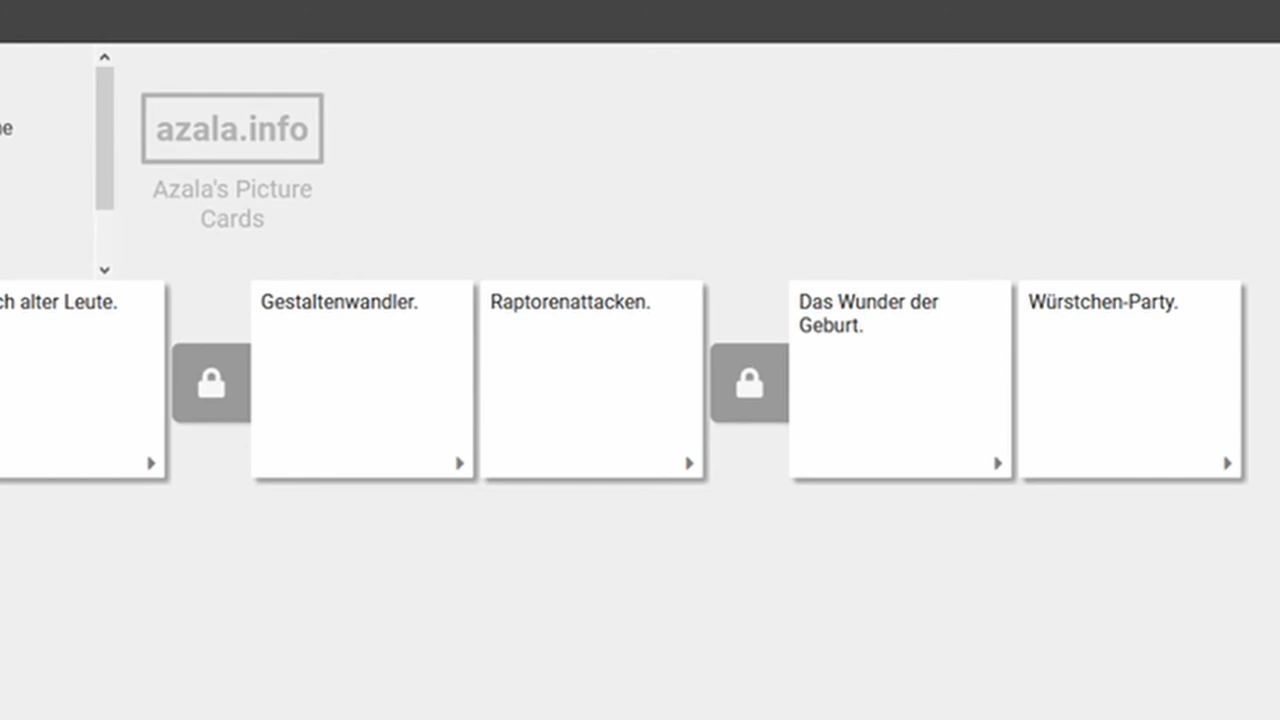 azala.info
Azala's Picture
Cards
alter Leute.
Gestaltenwandler.
Raptorenattacken.
Das Wunder der
Geburt.
Würstchen-Party.